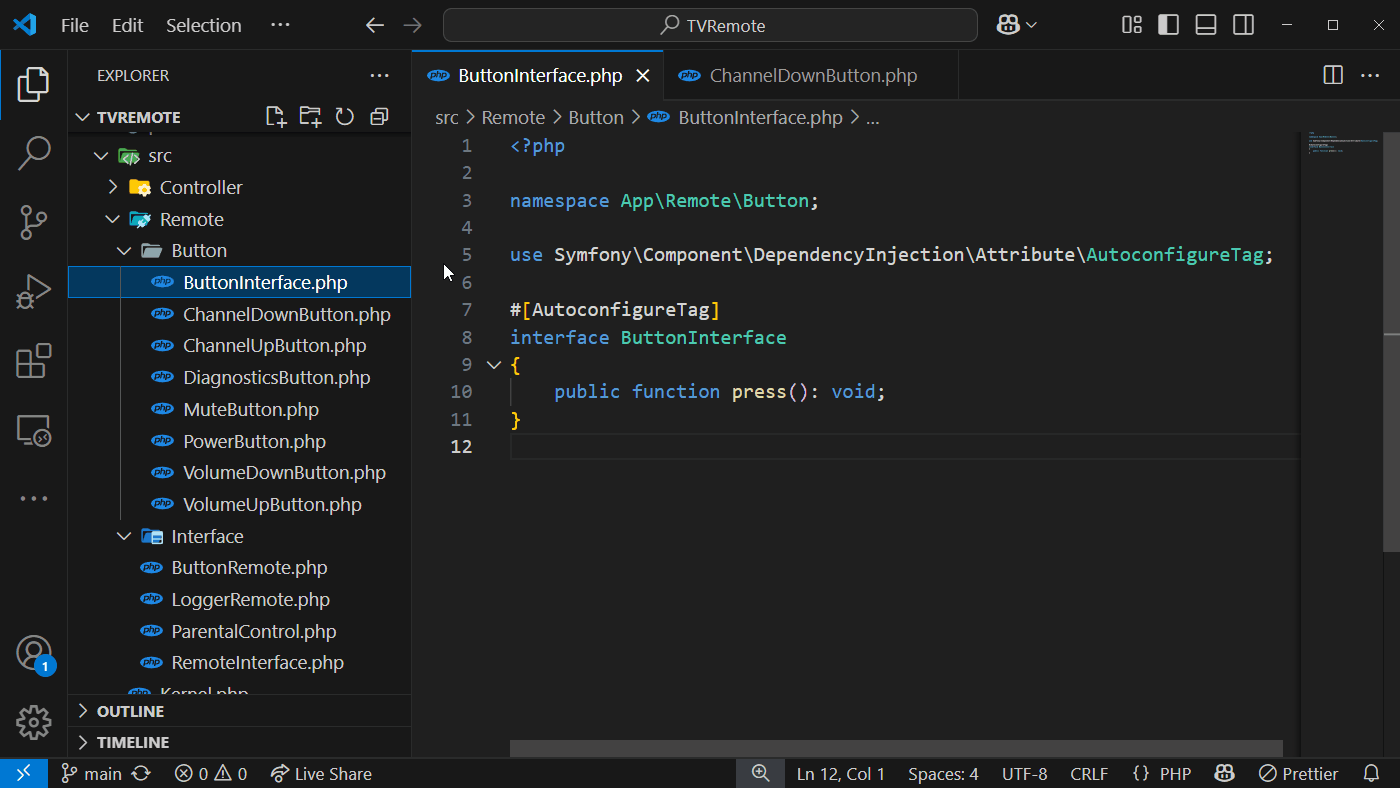 File Edit Selection ···
TVRemote
EXPLORER
TVREMOTE
src
Controller
Remote
Button
ButtonInterface.php
ChannelDownButton.php
ChannelUpButton.php
DiagnosticsButton.php
MuteButton.php
PowerButton.php
VolumeDownButton.php
VolumeUpButton.php
Interface
ButtonRemote.php
LoggerRemote.php
ParentalControl.php
RemoteInterface.php
Kernel.php
OUTLINE
TIMELINE
1
ButtonInterface.php ChannelDownButton.php
src > Remote > Button > ButtonInterface.php > ...
1 <?php
2
3 namespace App\Remote\Button;
4
5 use Symfony\Component\DependencyInjection\Attribute\AutoconfigureTag;
6
7 #[AutoconfigureTag]
8 interface ButtonInterface
9 {
10 public function press(): void;
11 }
12
main 0 0 Live Share Ln 12, Col 1 Spaces: 4 UTF-8 CRLF {} PHP Prettier